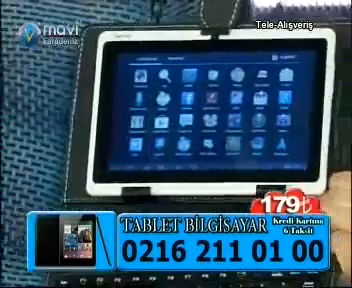 Tele-Alışveriş
mavi
karadeniz
179₺
TABLET BİLGİSAYAR
Kredi Kartına
6 Taksit
0216 211 01 00